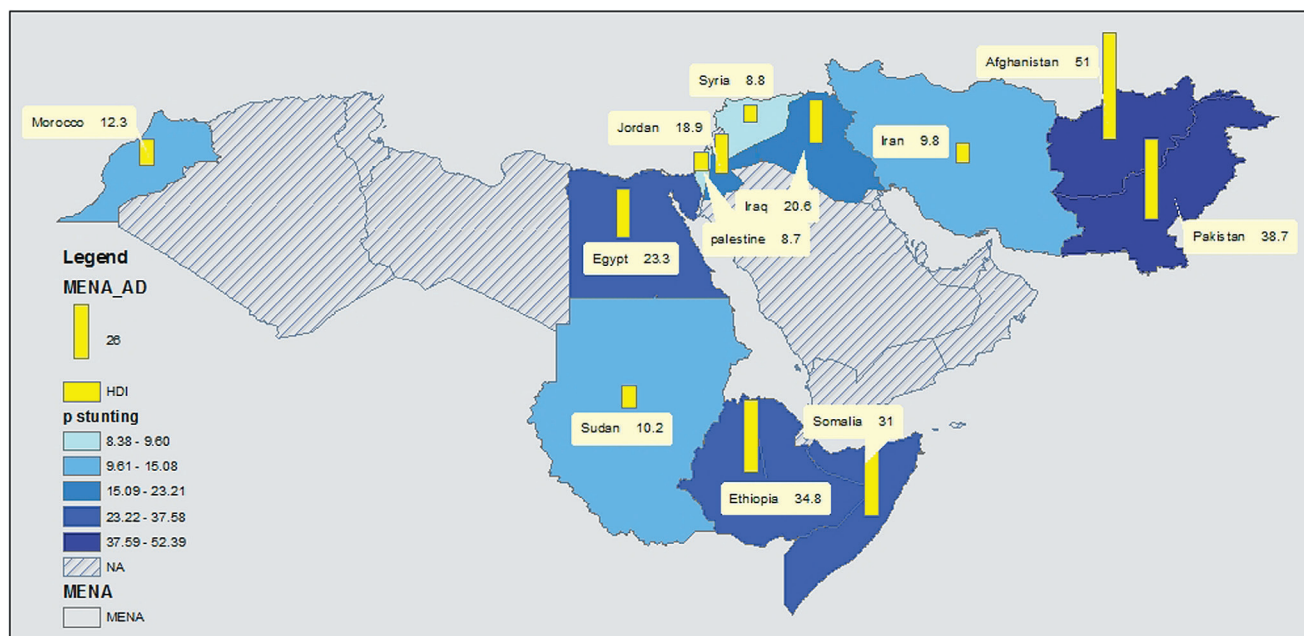 Afghanistan 51
Syria 8.8
Morocco 12.3
Jordan 18.9
Iran 9.8
Iraq 20.6
palestine 8.7
Pakistan 38.7
Egypt 23.3
Sudan 10.2
Somalia 31
Ethiopia 34.8
Legend
MENA_AD
26
HDI
p stunting
8.38 - 9.60
9.61 - 15.08
15.09 - 23.21
23.22 - 37.58
37.59 - 52.39
NA
MENA
MENA